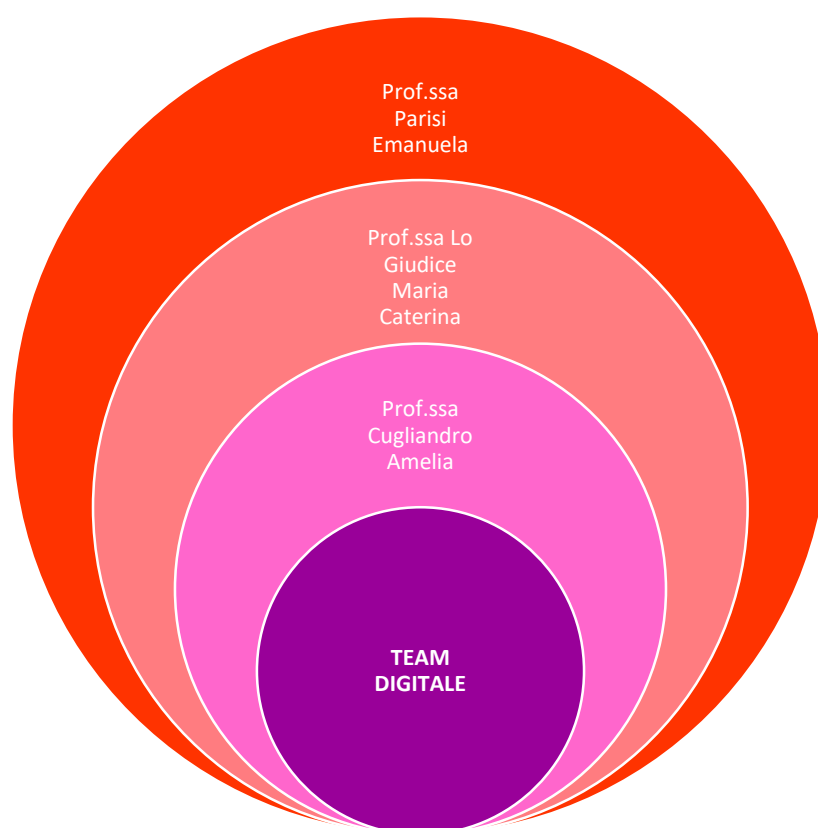 Prof.ssa
Parisi
Emanuela
Prof.ssa Lo
Giudice
Maria
Caterina
Prof.ssa
Cugliandro
Amelia
TEAM
DIGITALE